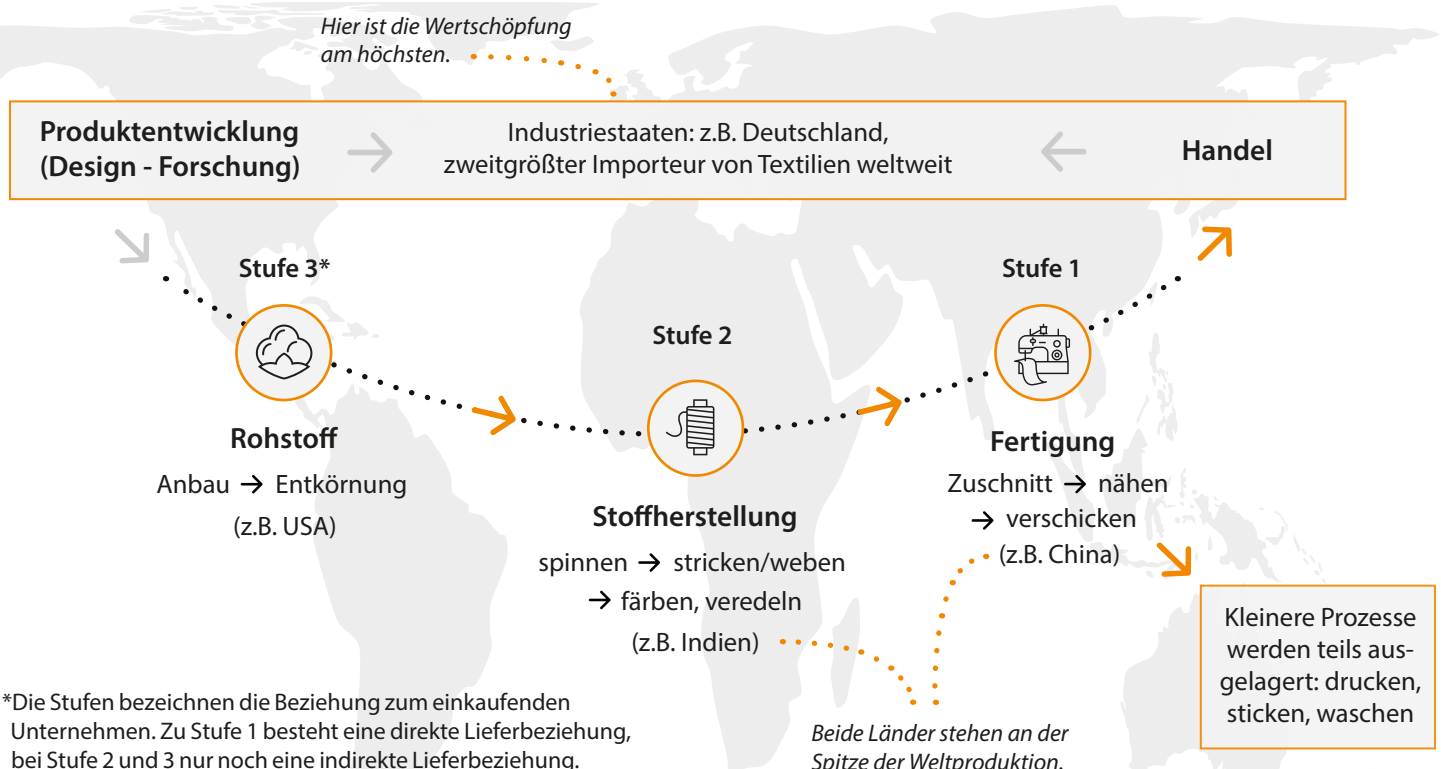 Hier ist die Wertschöpfung
am höchsten.
Produktentwicklung
(Design - Forschung)
Industriestaaten: z.B. Deutschland,
zweitgrößter Importeur von Textilien weltweit
Handel
Stufe 3*
Rohstoff
Anbau → Entkörnung
(z.B. USA)
Stufe 2
Stoffherstellung
spinnen → stricken/weben
→ färben, veredeln
(z.B. Indien)
Stufe 1
Fertigung
Zuschnitt → nähen
→ verschicken
(z.B. China)
Kleinere Prozesse
werden teils aus-
gelagert: drucken,
sticken, waschen
*Die Stufen bezeichnen die Beziehung zum einkaufenden
Unternehmen. Zu Stufe 1 besteht eine direkte Lieferbeziehung,
bei Stufe 2 und 3 nur noch eine indirekte Lieferbeziehung.
Beide Länder stehen an der
Spitze der Weltproduktion.